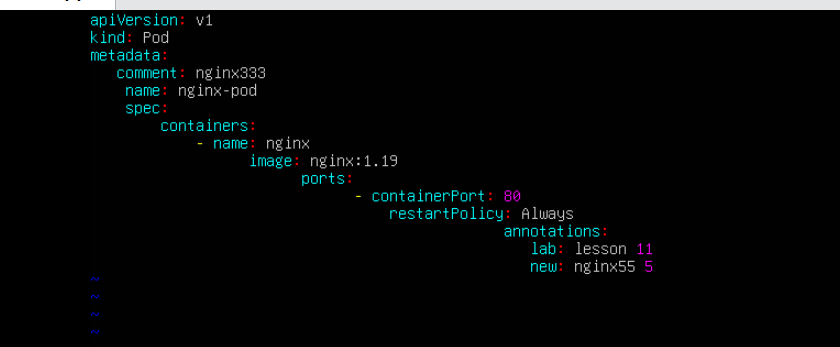 apiVersion: v1
kind: Pod
metadata:
comment: nginx333
name: nginx-pod
spec:
containers:
- name: nginx
image: nginx:1.19
ports:
- containerPort: 80
restartPolicy: Always
annotations:
lab: lesson 11
new: nginx55 5
~
~
~
~